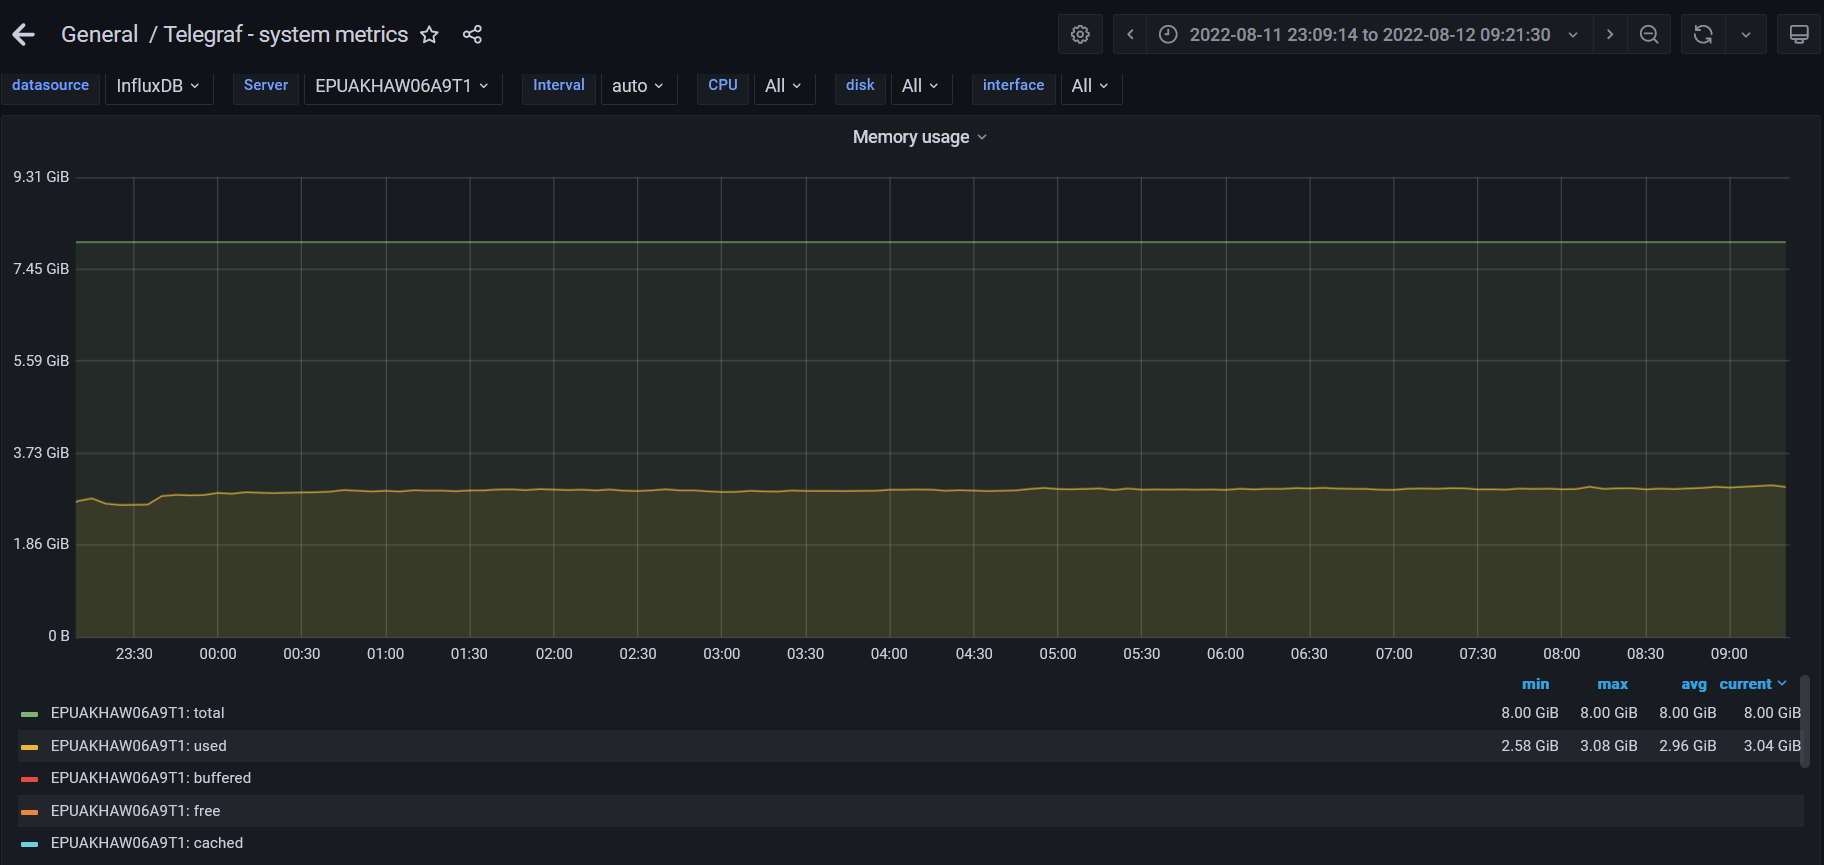 General / Telegraf - system metrics
2022-08-11 23:09:14 to 2022-08-12 09:21:30
datasource InfluxDB Server EPUAKHAW06A9T1 Interval auto CPU All disk All interface All
Memory usage
9.31 GiB
7.45 GiB
5.59 GiB
3.73 GiB
1.86 GiB
0 B
23:30 00:00 00:30 01:00 01:30 02:00 02:30 03:00 03:30 04:00 04:30 05:00 05:30 06:00 06:30 07:00 07:30 08:00 08:30 09:00
min max avg current
EPUAKHAW06A9T1: total 8.00 GiB 8.00 GiB 8.00 GiB 8.00 GiB
EPUAKHAW06A9T1: used 2.58 GiB 3.08 GiB 2.96 GiB 3.04 GiB
EPUAKHAW06A9T1: buffered
EPUAKHAW06A9T1: free
EPUAKHAW06A9T1: cached